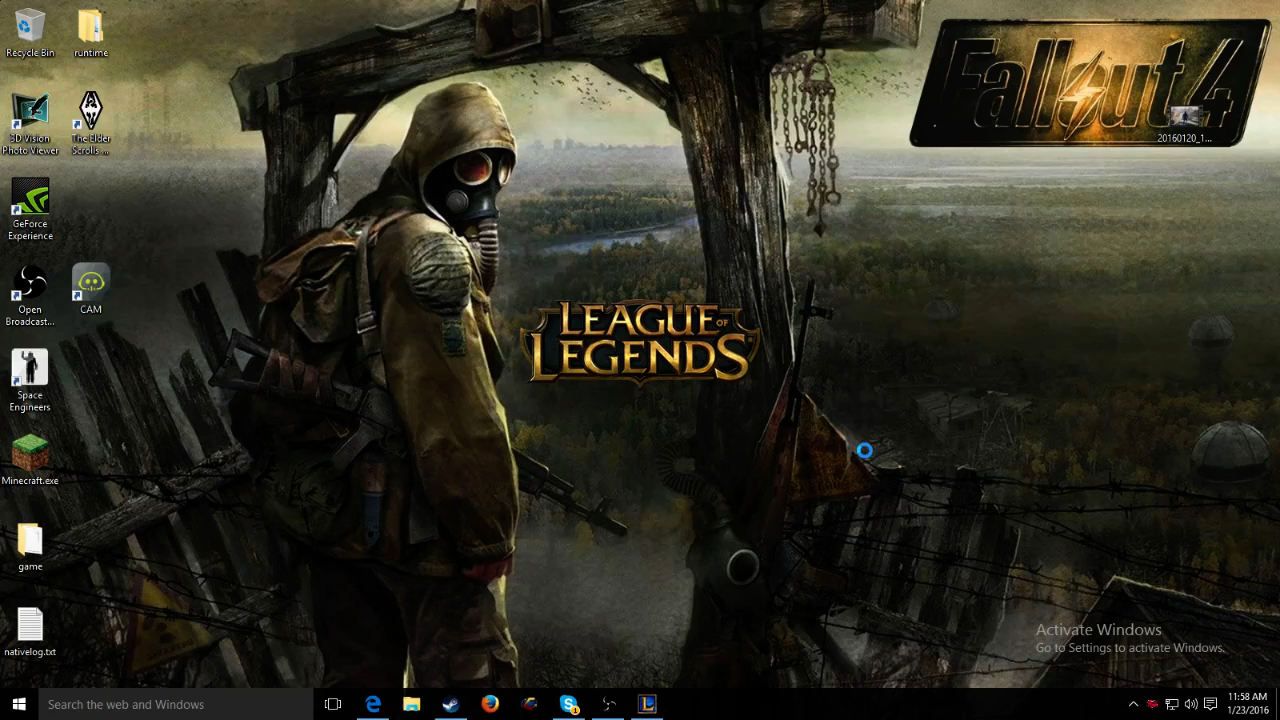 Recycle Bin
runtime
3D Vision
Photo Viewer
The Elder
Scrolls ...
GeForce
Experience
Open
Broadcast...
CAM
Space
Engineers
Minecraft.exe
game
nativelog.txt
Fallout 4
20160120_1...
LEAGUE OF
LEGENDS
Activate Windows
Go to Settings to activate Windows.
Search the web and Windows
11:58 AM
1/23/2016